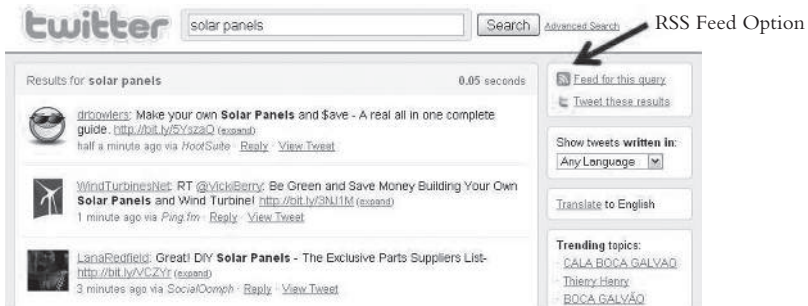 twitter
solar panels
Search
Advanced Search
RSS Feed Option
Results for solar panels
0.05 seconds
drbowlers: Make your own Solar Panels and $ave - A real all in one complete
guide. http://bit.ly/5YszaQ (expand)
half a minute ago via HootSuite · Reply · View Tweet
WindTurbinesNet: RT @VickiBerry: Be Green and Save Money Building Your Own
Solar Panels and Wind Turbine! http://bit.ly/3NJ1M (expand)
1 minute ago via Ping.fm · Reply · View Tweet
LanaRedfield: Great! DIY Solar Panels - The Exclusive Parts Suppliers List-
http://bit.ly/VCZYr (expand)
3 minutes ago via SocialOomph · Reply · View Tweet
Feed for this query
Tweet these results
Show tweets written in:
Any Language
Translate to English
Trending topics:
· CALA BOCA GALVAO
· Thierry Henry
· BOCA GALVÃO